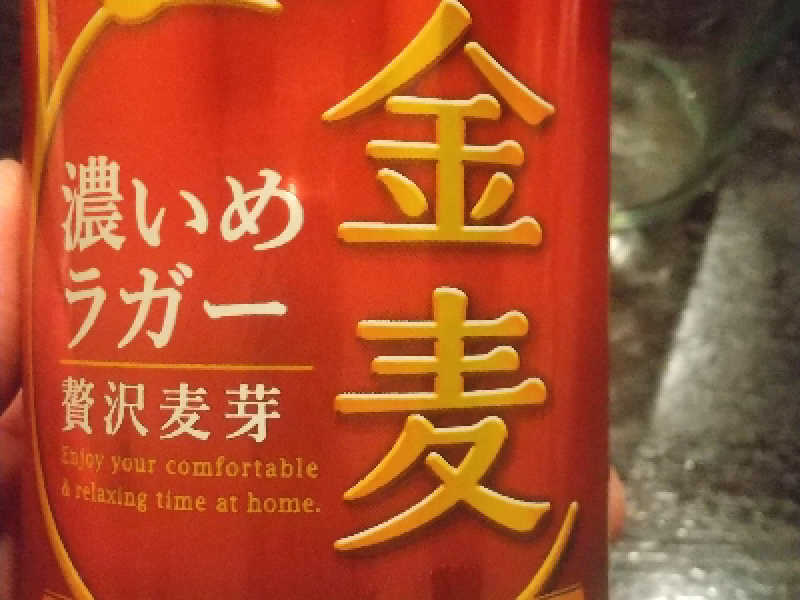 金麦
濃いめ
ラガー
贅沢麦芽
Enjoy your comfortable
& relaxing time at home.